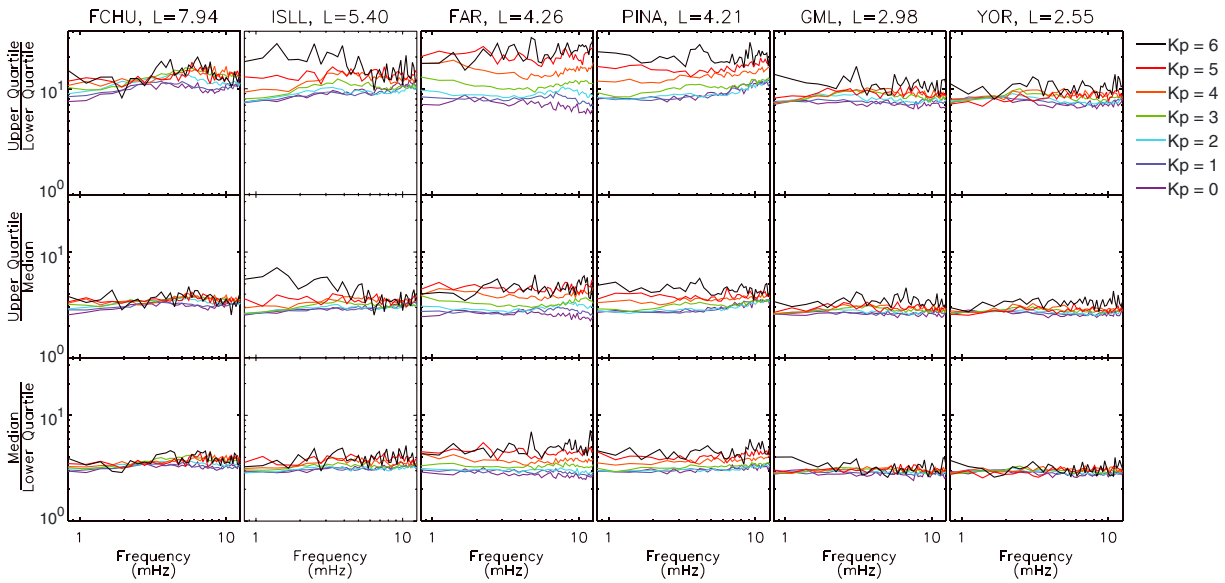 FCHU, L=7.94
ISLL, L=5.40
FAR, L=4.26
PINA, L=4.21
GML, L=2.98
YOR, L=2.55
Upper Quartile
Lower Quartile
10¹
10⁰
Upper Quartile
Median
10¹
10⁰
Median
Lower Quartile
10¹
10⁰
1 10
1 10
1 10
1 10
1 10
1 10
Frequency
(mHz)
Frequency
(mHz)
Frequency
(mHz)
Frequency
(mHz)
Frequency
(mHz)
Frequency
(mHz)
Kp = 6
Kp = 5
Kp = 4
Kp = 3
Kp = 2
Kp = 1
Kp = 0